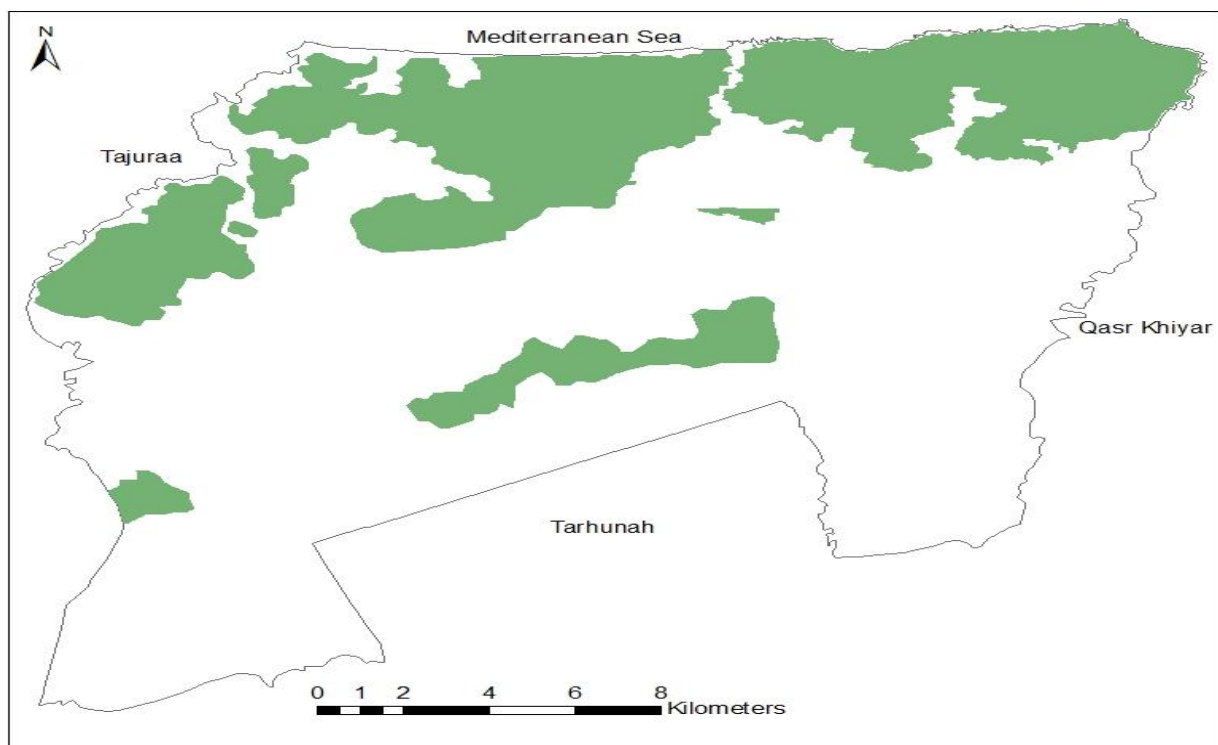 N
Mediterranean Sea
Tajuraa
Qasr Khiyar
Tarhunah
0 1 2 4 6 8
Kilometers